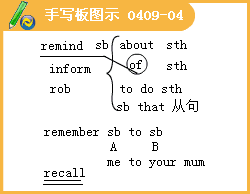 手写板图示 0409-04
remind sb about sth
inform of sth
rob to do sth
sb that 从句
remember sb to sb
A B
me to your mum
recall